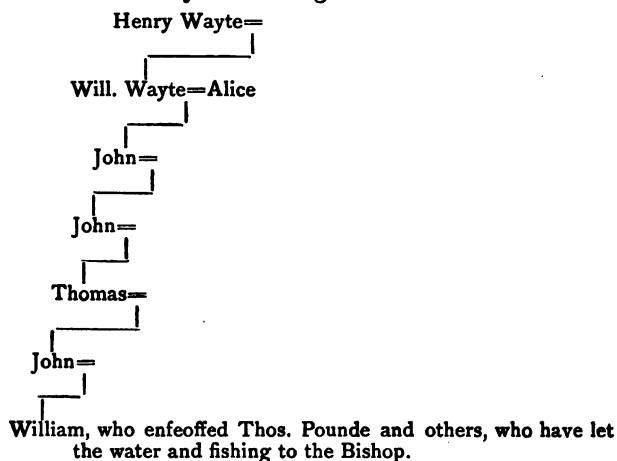 Henry Wayte=
Will. Wayte=Alice
John=
John=
Thomas=
John=
William, who enfeoffed Thos. Pounde and others, who have let
the water and fishing to the Bishop.